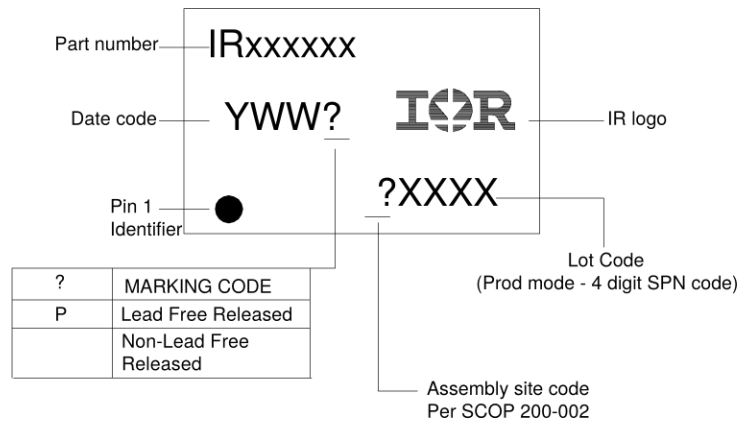 Part number
IRxxxxxx
Date code
YWW?
IOR
IR logo
?XXXX
Pin 1
Identifier
Lot Code
(Prod mode - 4 digit SPN code)
? MARKING CODE
P Lead Free Released
Non-Lead Free
Released
Assembly site code
Per SCOP 200-002